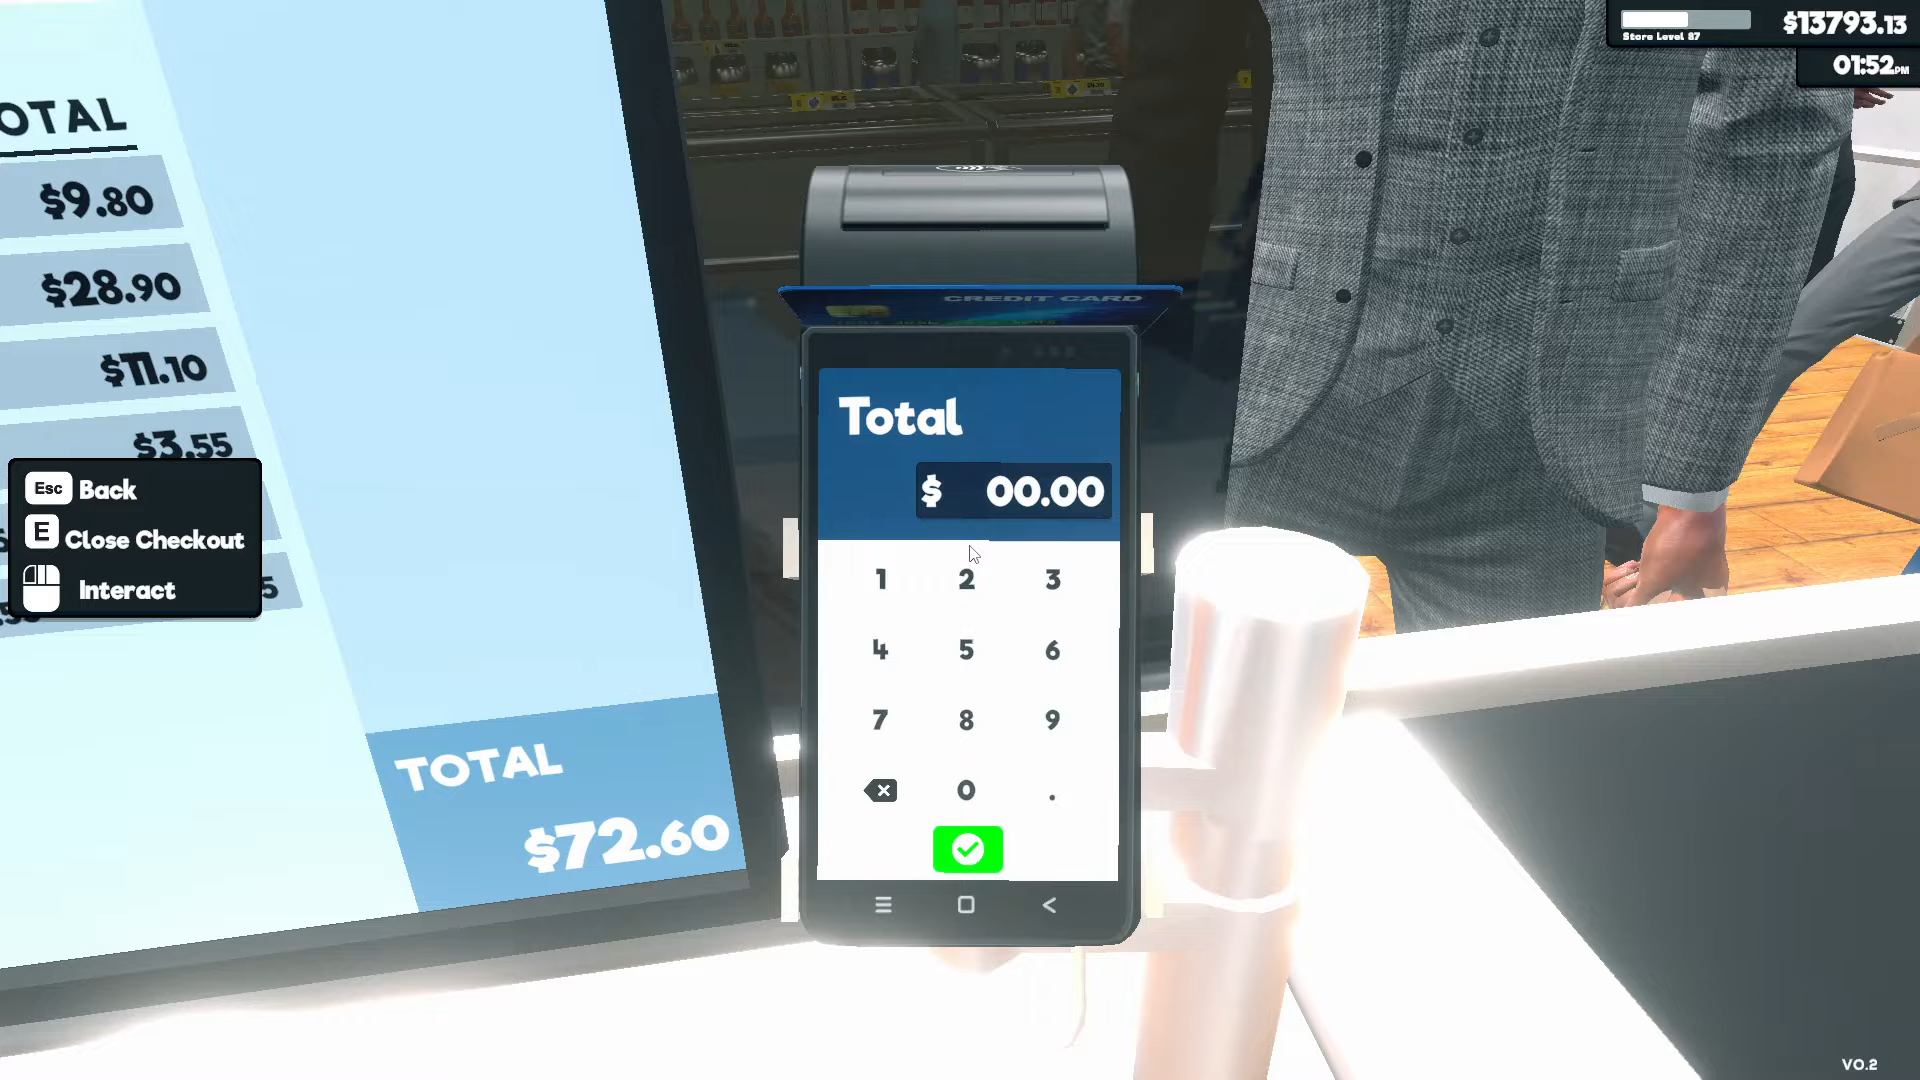 $13793.13
Store Level 87
01:52PM
OTAL
$9.80
$28.90
$11.10
$3.55
5
TOTAL
$72.60
Esc Back
E Close Checkout
Interact
CREDIT CARD
Total
$ 00.00
1 2 3
4 5 6
7 8 9
0 .
V0.2